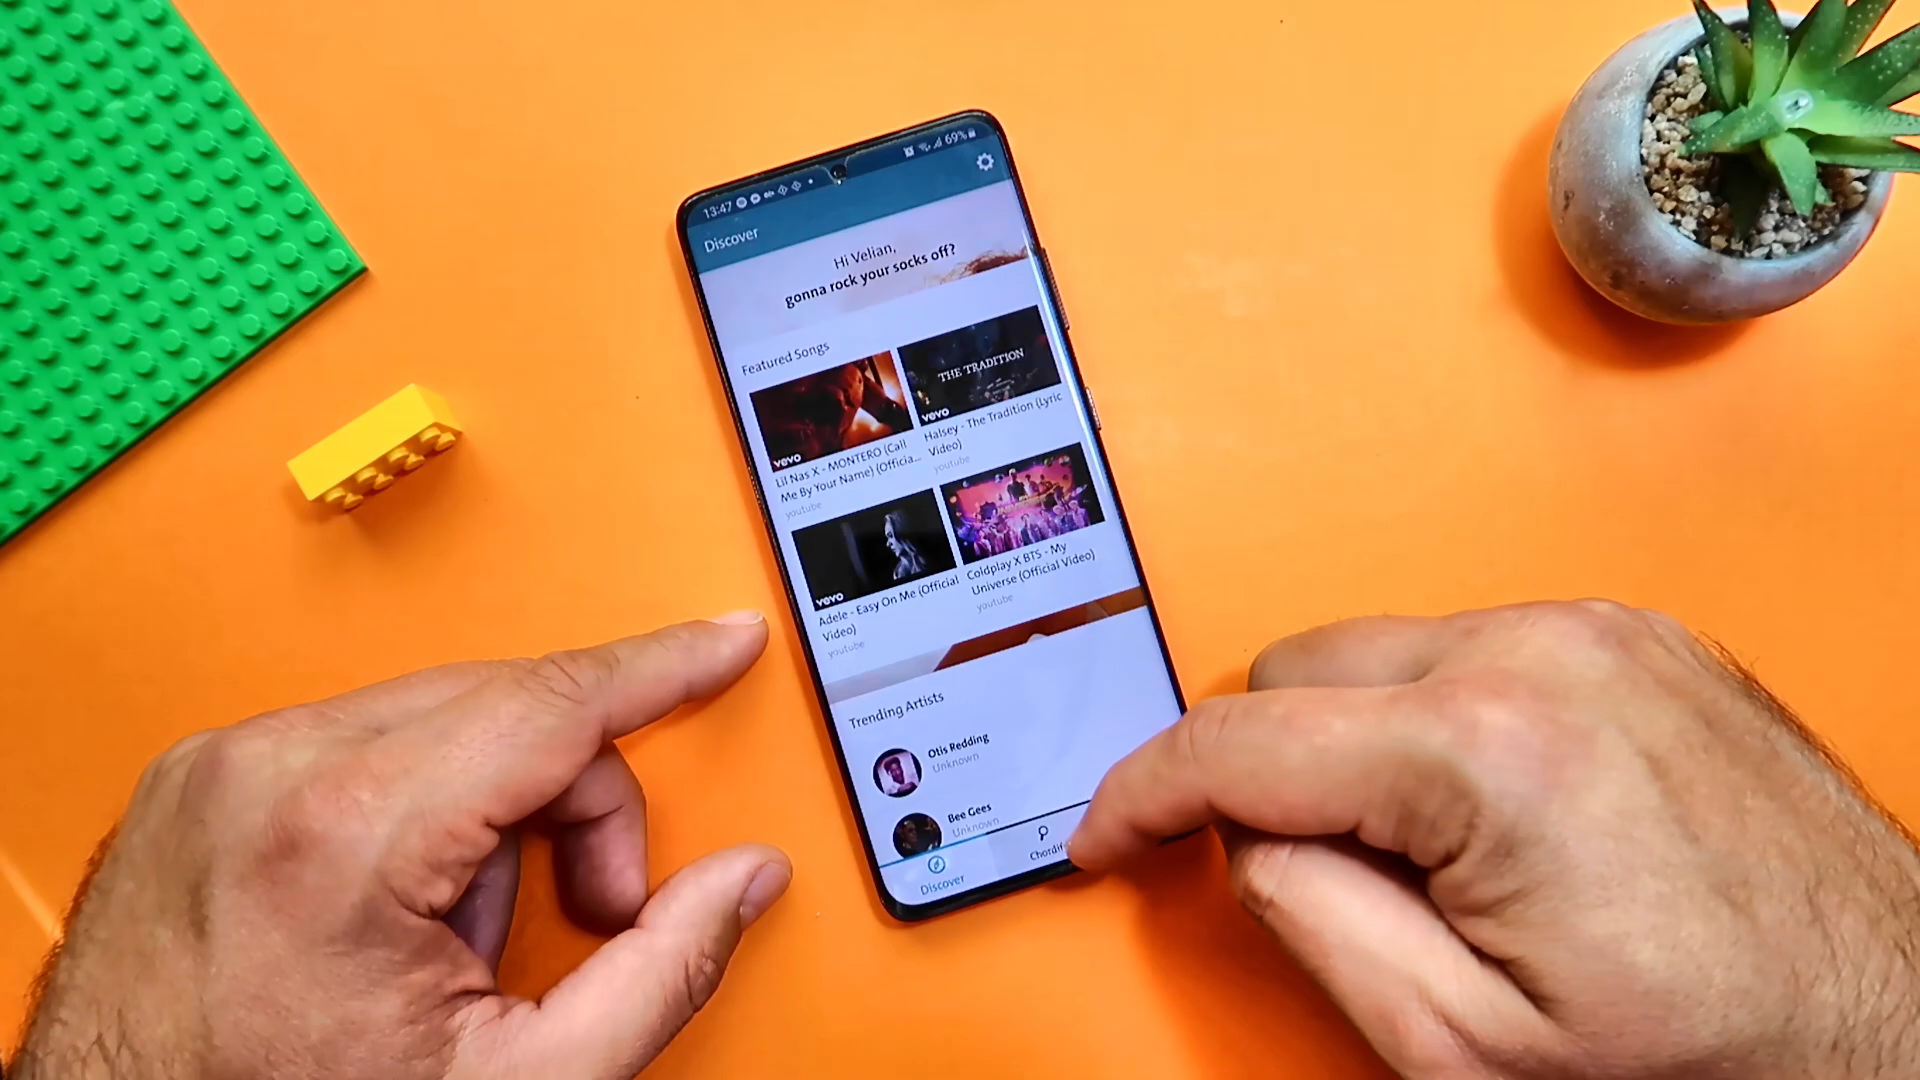 13:47
69%
Discover
Hi Velian,
gonna rock your socks off?
Featured Songs
THE TRADITION
vevo
vevo
Lil Nas X - MONTERO (Call
Me By Your Name) (Officia...
youtube
Halsey - The Tradition (Lyric
Video)
youtube
vevo
Adele - Easy On Me (Official
Video)
youtube
Coldplay X BTS - My
Universe (Official Video)
youtube
Trending Artists
Otis Redding
Unknown
Bee Gees
Unknown
Discover
Chordif